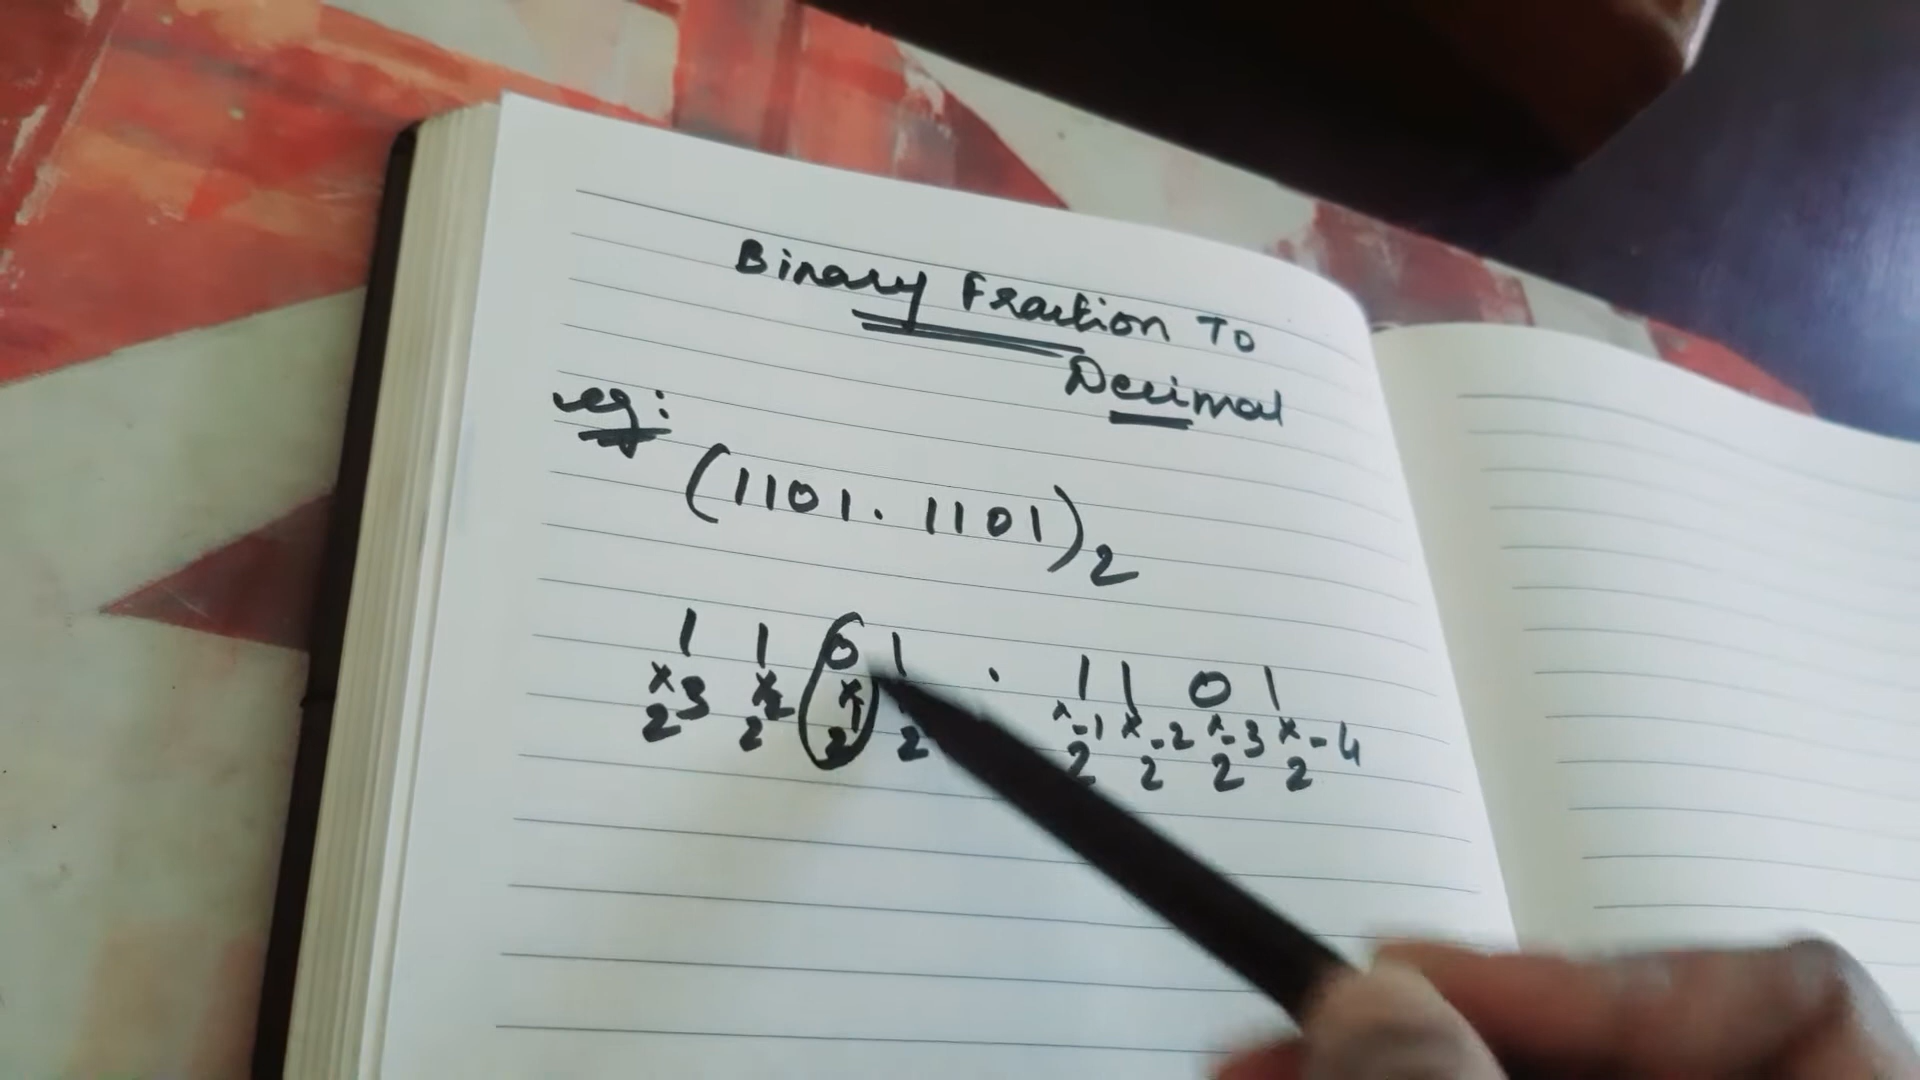 Binary Fraction To
Decimal
eg:
(1101.1101)2
1 1 0 1 . 1 1 0 1
x x x x x x x
3 2 1 -1 -2 -3 -4
2 2 2 2 2 2 2 2